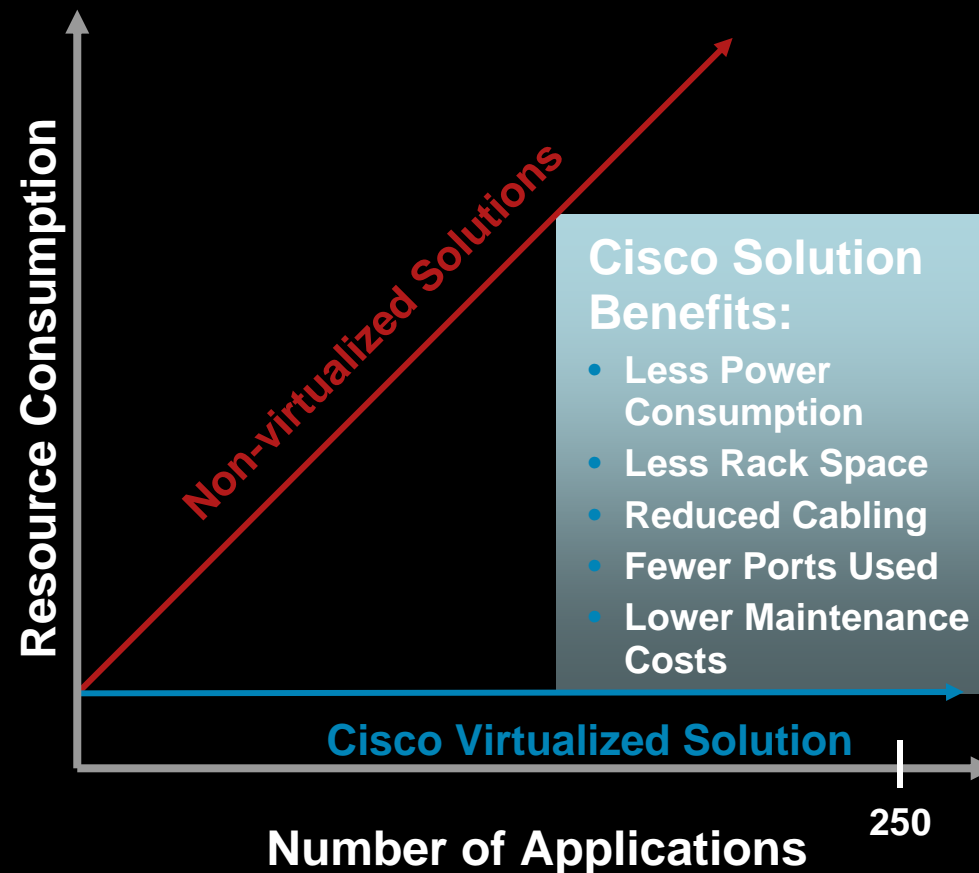 Resource Consumption
Non-virtualized Solutions
Cisco Solution
Benefits:
• Less Power
Consumption
• Less Rack Space
• Reduced Cabling
• Fewer Ports Used
• Lower Maintenance
Costs
Cisco Virtualized Solution
250
Number of Applications